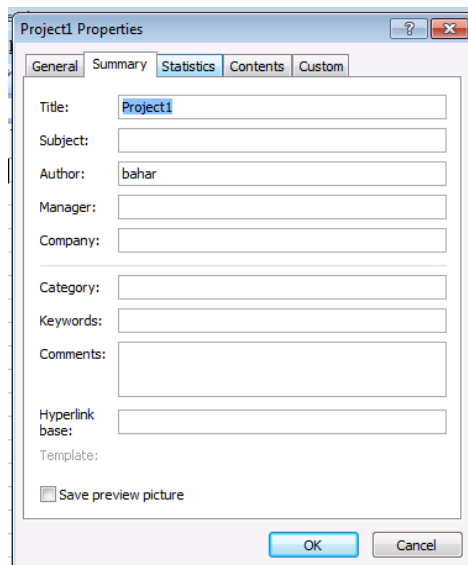 Project1 Properties
General Summary Statistics Contents Custom
Title: Project1
Subject:
Author: bahar
Manager:
Company:
Category:
Keywords:
Comments:
Hyperlink
base:
Template:
Save preview picture
OK Cancel